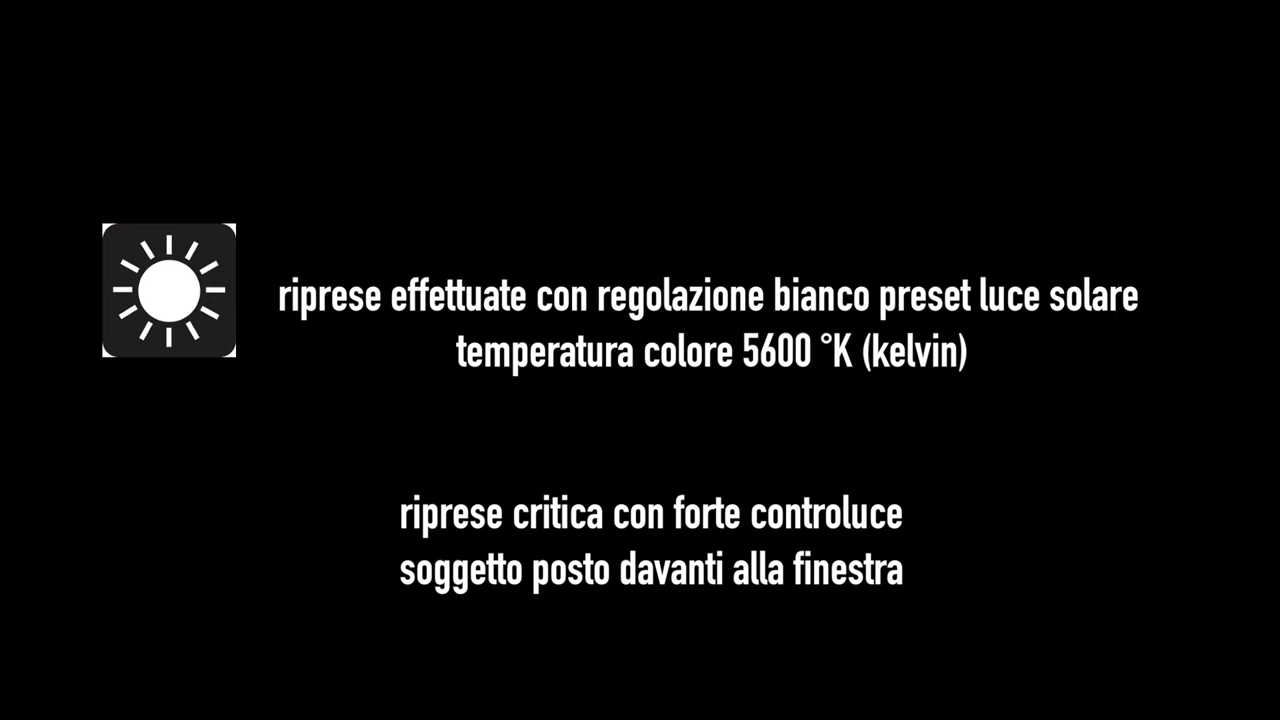 riprese effettuate con regolazione bianco preset luce solare
temperatura colore 5600 °K (kelvin)
riprese critica con forte controluce
soggetto posto davanti alla finestra